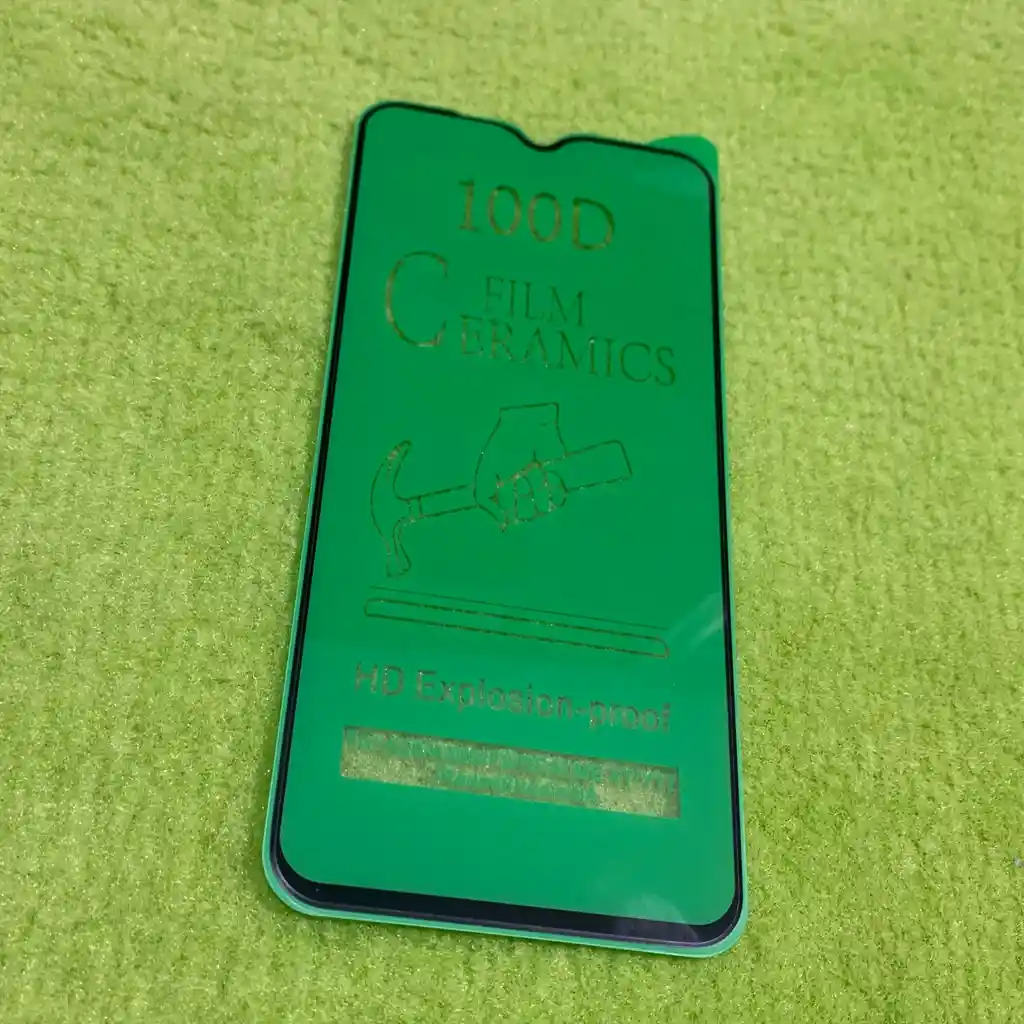 100D
FILM
CERAMICS
HD Explosion-proof